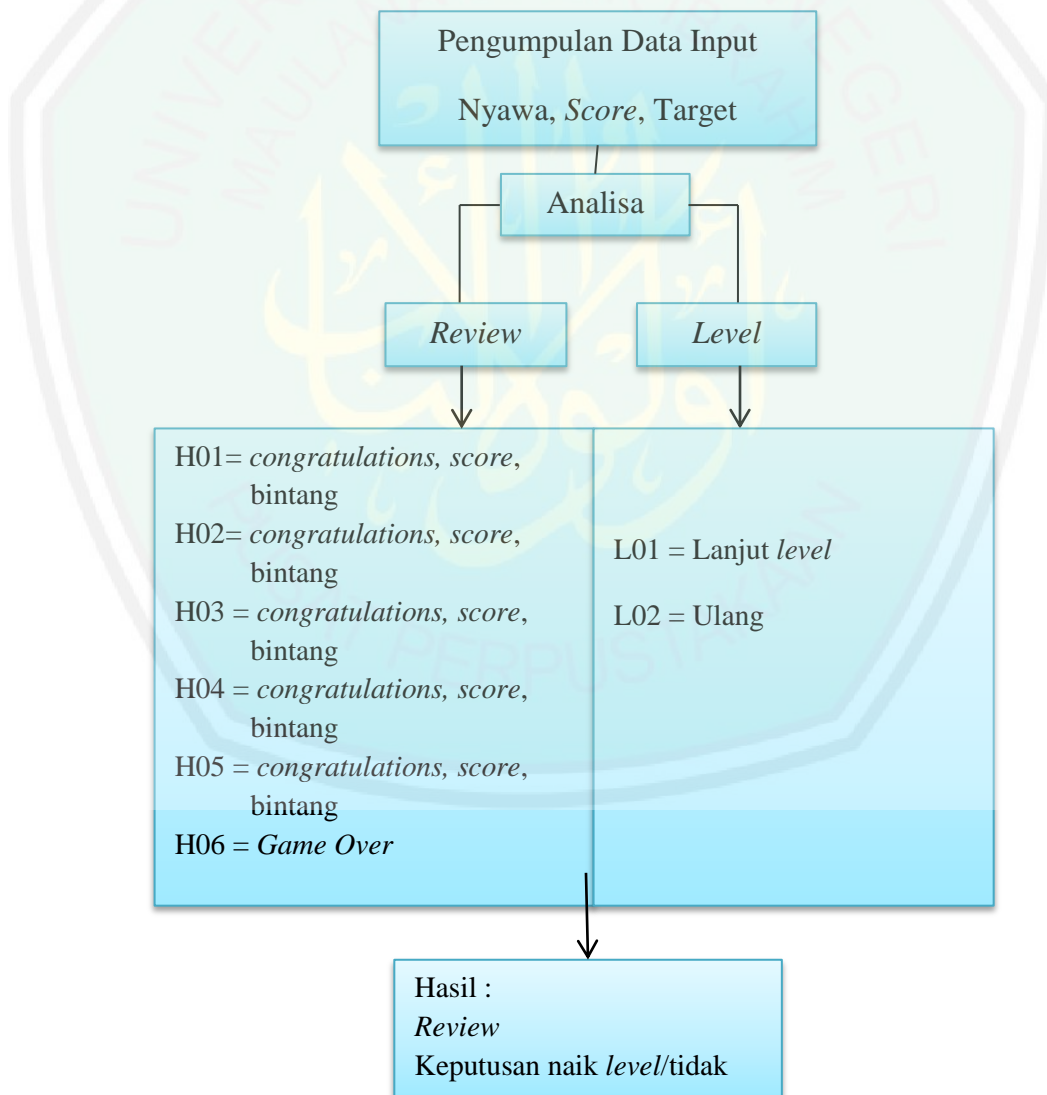 Pengumpulan Data Input
Nyawa, Score, Target
Analisa
Review
Level
H01= congratulations, score,
bintang
H02= congratulations, score,
bintang
H03 = congratulations, score,
bintang
H04 = congratulations, score,
bintang
H05 = congratulations, score,
bintang
H06 = Game Over
L01 = Lanjut level
L02 = Ulang
Hasil :
Review
Keputusan naik level/tidak